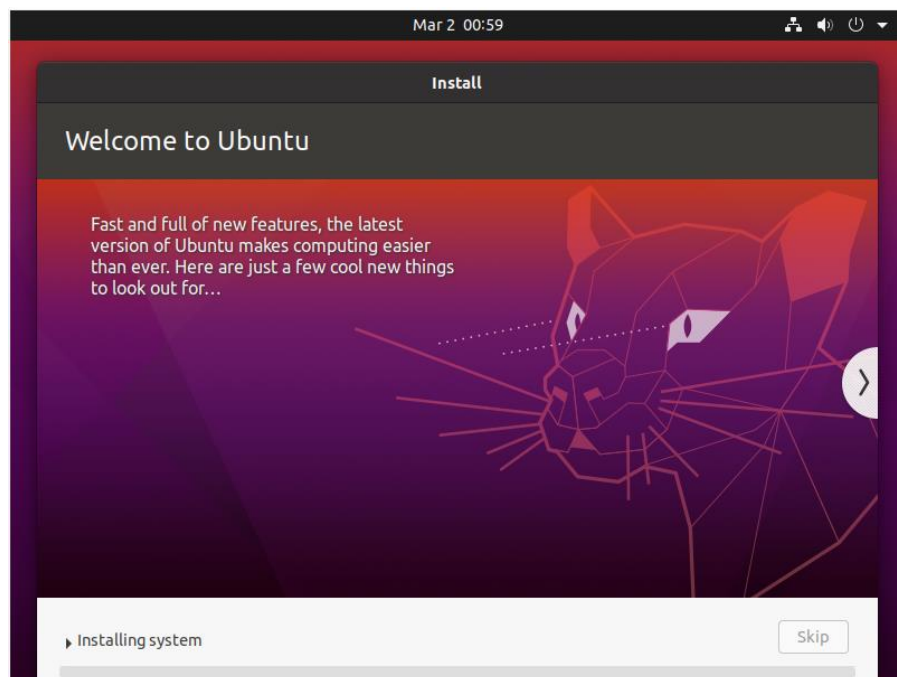 Mar 2 00:59
Install
Welcome to Ubuntu
Fast and full of new features, the latest
version of Ubuntu makes computing easier
than ever. Here are just a few cool new things
to look out for…
Installing system
Skip